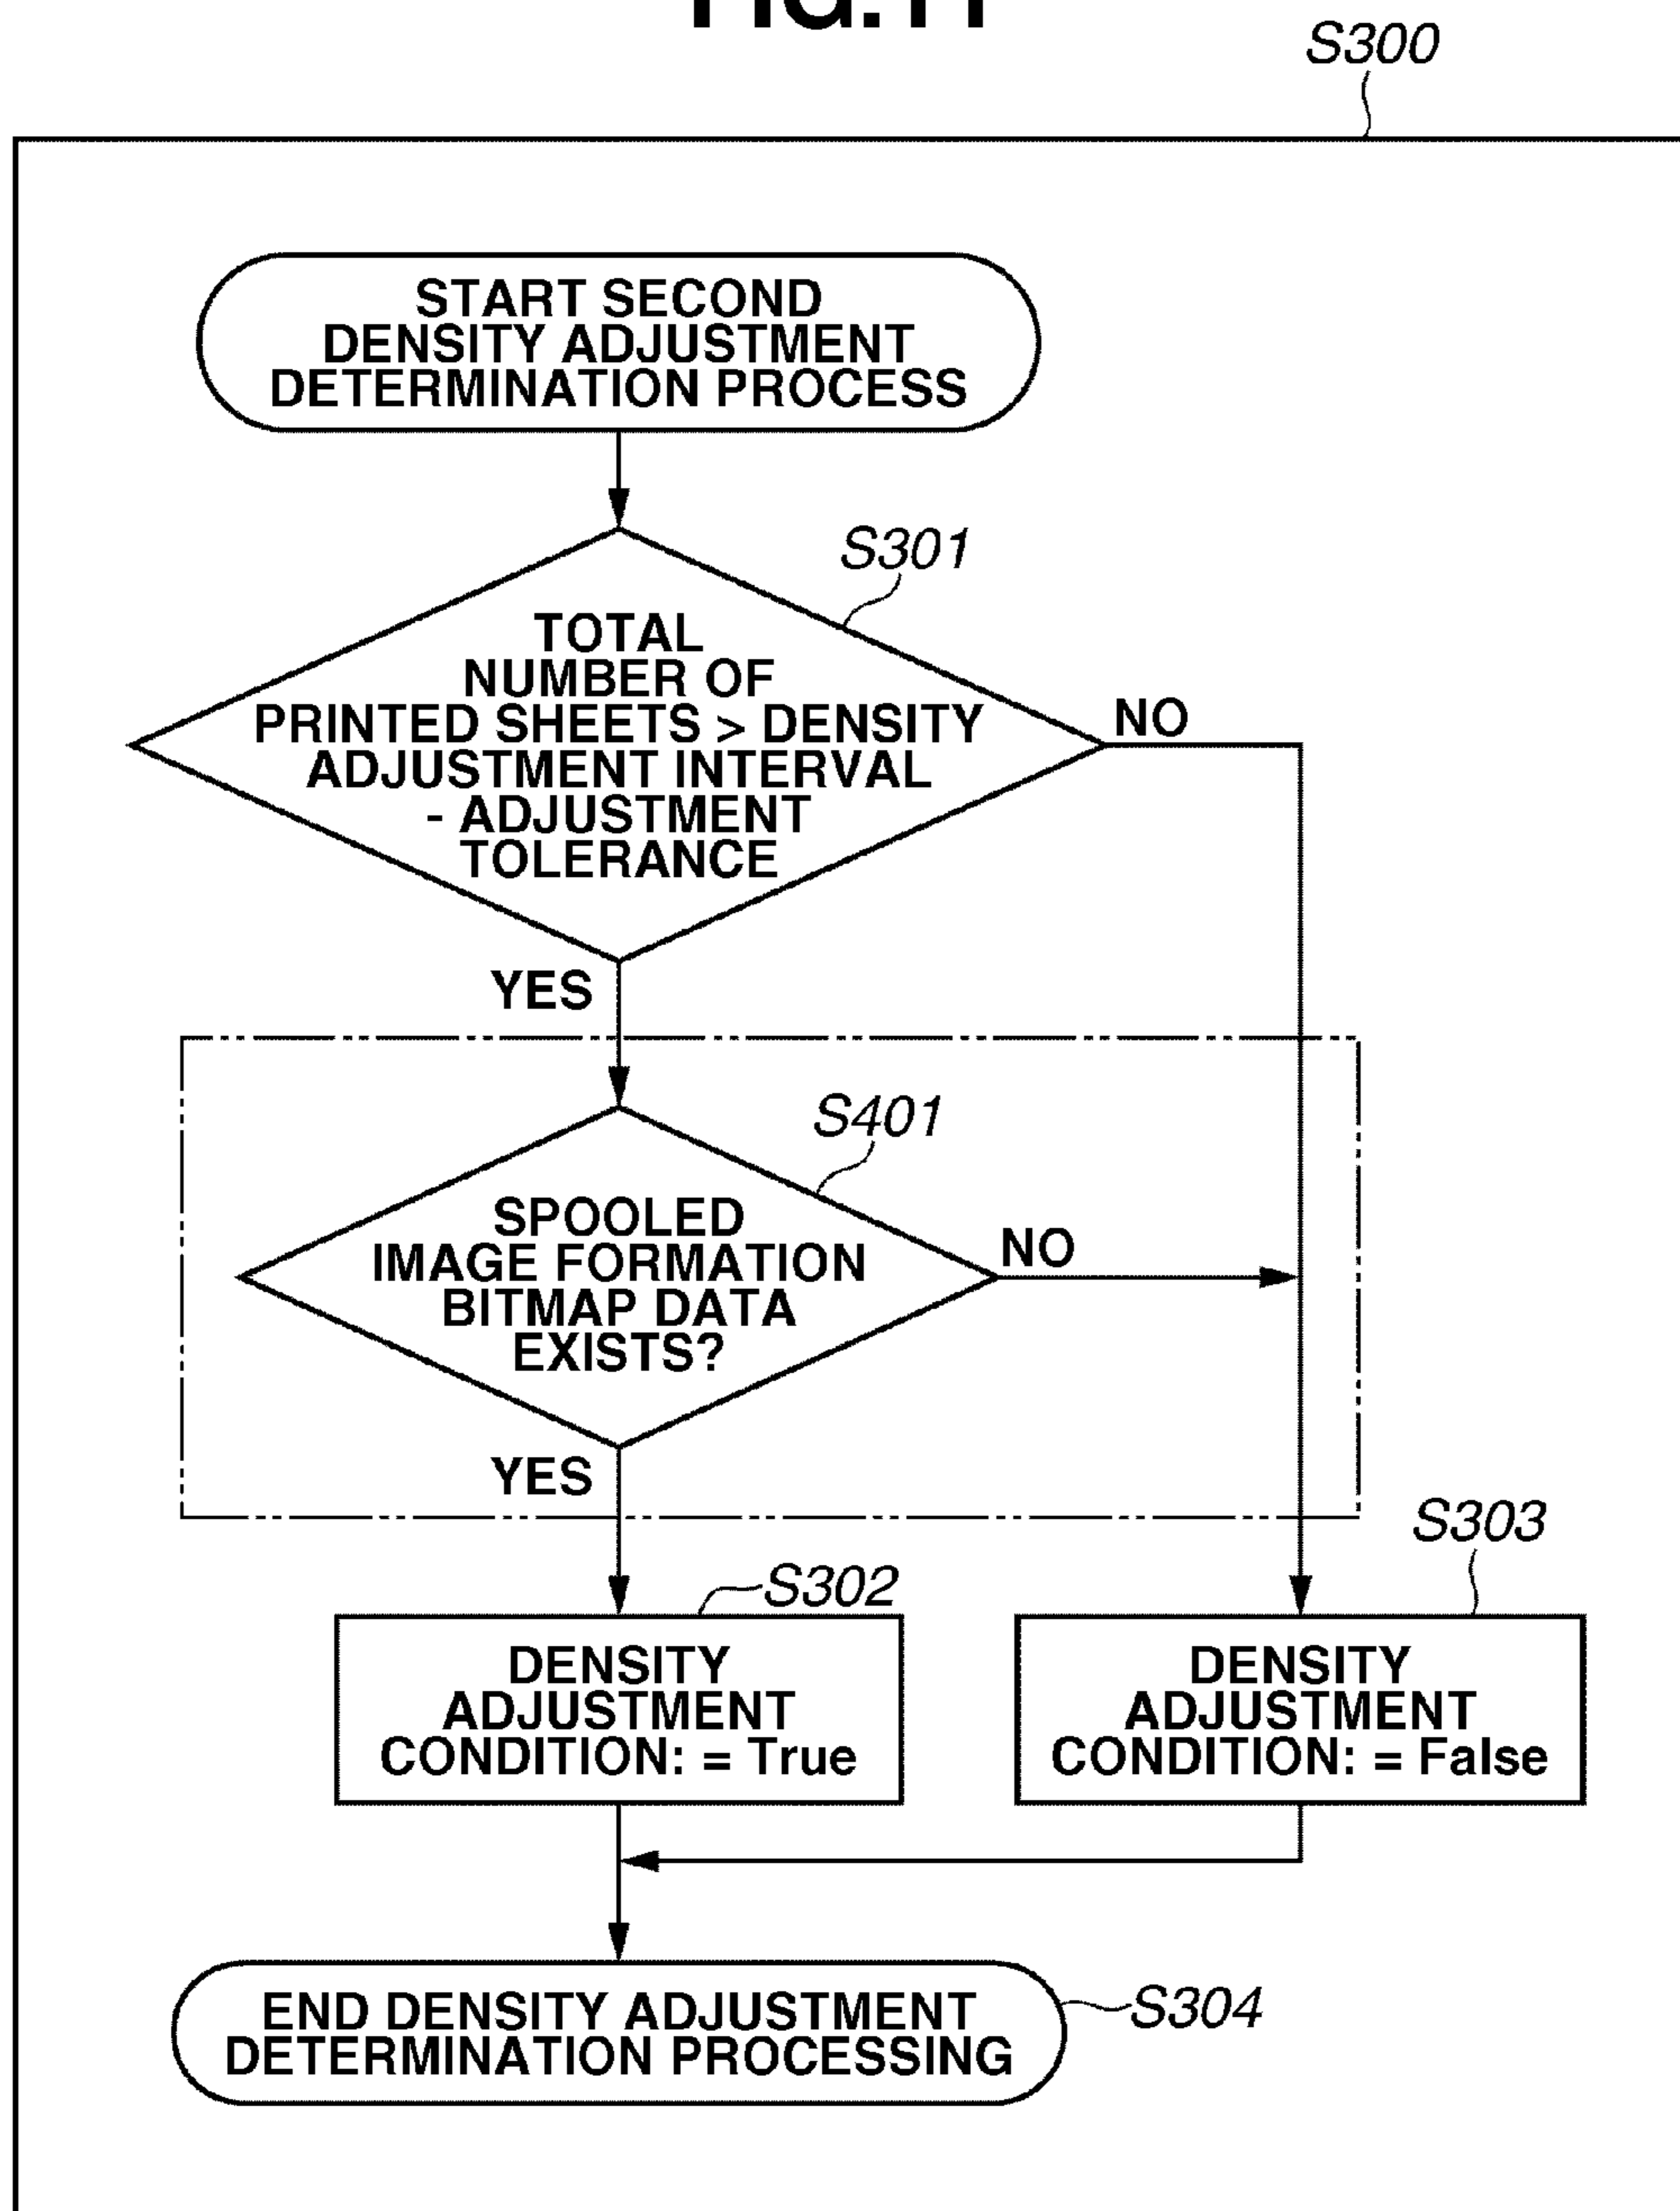 FIG.11
S300
START SECOND
DENSITY ADJUSTMENT
DETERMINATION PROCESS
S301
TOTAL
NUMBER OF
PRINTED SHEETS > DENSITY
ADJUSTMENT INTERVAL
- ADJUSTMENT
TOLERANCE
NO
YES
S401
SPOOLED
IMAGE FORMATION
BITMAP DATA
EXISTS?
NO
YES
S302
DENSITY
ADJUSTMENT
CONDITION: = True
S303
DENSITY
ADJUSTMENT
CONDITION: = False
END DENSITY ADJUSTMENT
DETERMINATION PROCESSING
S304